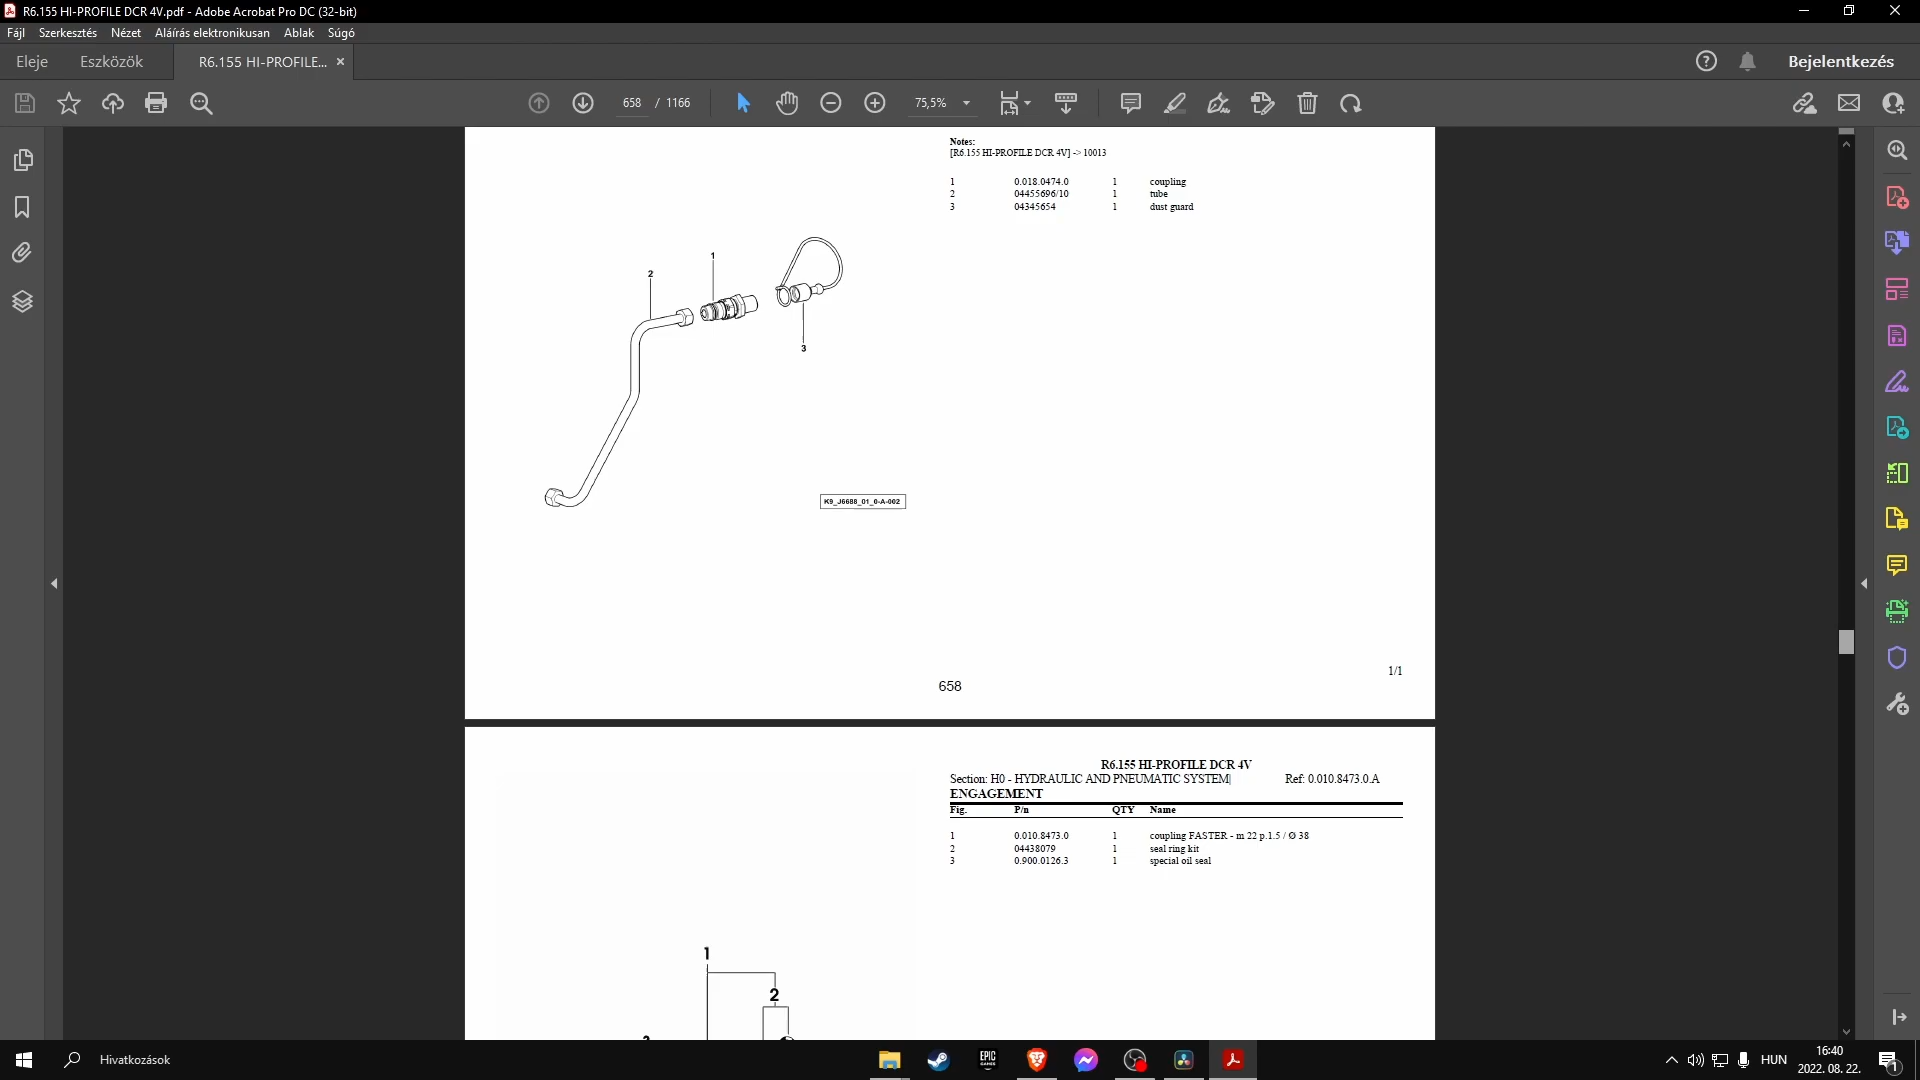 R6.155 HI-PROFILE DCR 4V.pdf - Adobe Acrobat Pro DC (32-bit)
Fájl Szerkesztés Nézet Aláírás elektronikusan Ablak Súgó
Eleje Eszközök R6.155 HI-PROFILE... Bejelentkezés
658 / 1166 75,5%
Notes:
[R6.155 HI-PROFILE DCR 4V] -> 10013
1 0.018.0474.0 1 coupling
2 04455696/10 1 tube
3 04345654 1 dust guard
1
2
3
K9_J6688_01_0-A-002
1/1
658
R6.155 HI-PROFILE DCR 4V
Section: H0 - HYDRAULIC AND PNEUMATIC SYSTEM| Ref: 0.010.8473.0.A
ENGAGEMENT
Fig. P/n QTY Name
1 0.010.8473.0 1 coupling FASTER - m 22 p.1.5 / Ø 38
2 04438079 1 seal ring kit
3 0.900.0126.3 1 special oil seal
1
2
Hivatkozások
EPIC GAMES
HUN
16:40
2022. 08. 22.
1